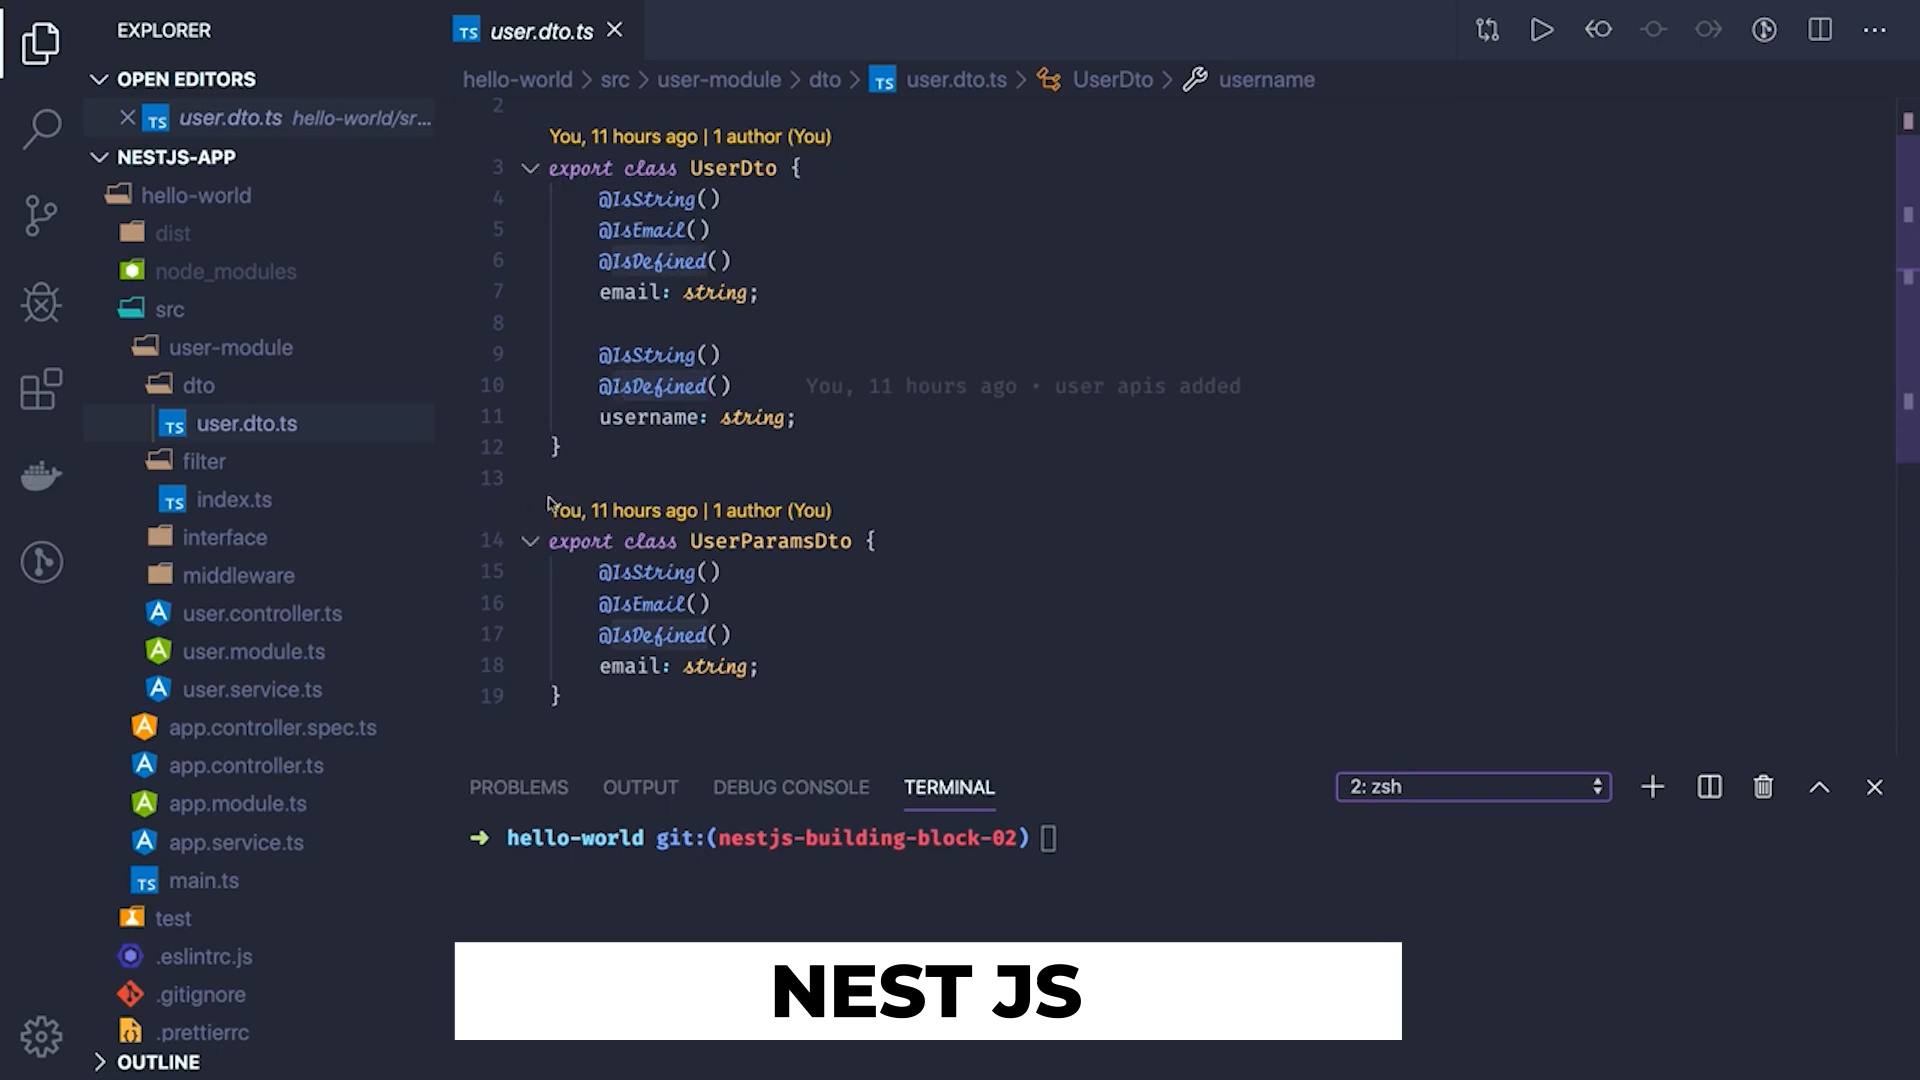 EXPLORER
OPEN EDITORS
TS user.dto.ts hello-world/sr...
NESTJS-APP
hello-world
dist
node_modules
src
user-module
dto
TS user.dto.ts
filter
TS index.ts
interface
middleware
user.controller.ts
user.module.ts
user.service.ts
app.controller.spec.ts
app.controller.ts
app.module.ts
app.service.ts
TS main.ts
test
.eslintrc.js
.gitignore
.prettierrc
OUTLINE
TS user.dto.ts
hello-world > src > user-module > dto > TS user.dto.ts > UserDto > username
2
You, 11 hours ago | 1 author (You)
3 export class UserDto {
4 @IsString()
5 @IsEmail()
6 @IsDefined()
7 email: string;
8
9 @IsString()
10 @IsDefined() You, 11 hours ago • user apis added
11 username: string;
12 }
13
You, 11 hours ago | 1 author (You)
14 export class UserParamsDto {
15 @IsString()
16 @IsEmail()
17 @IsDefined()
18 email: string;
19 }
PROBLEMS OUTPUT DEBUG CONSOLE TERMINAL 2: zsh
➜ hello-world git:(nestjs-building-block-02)
NEST JS